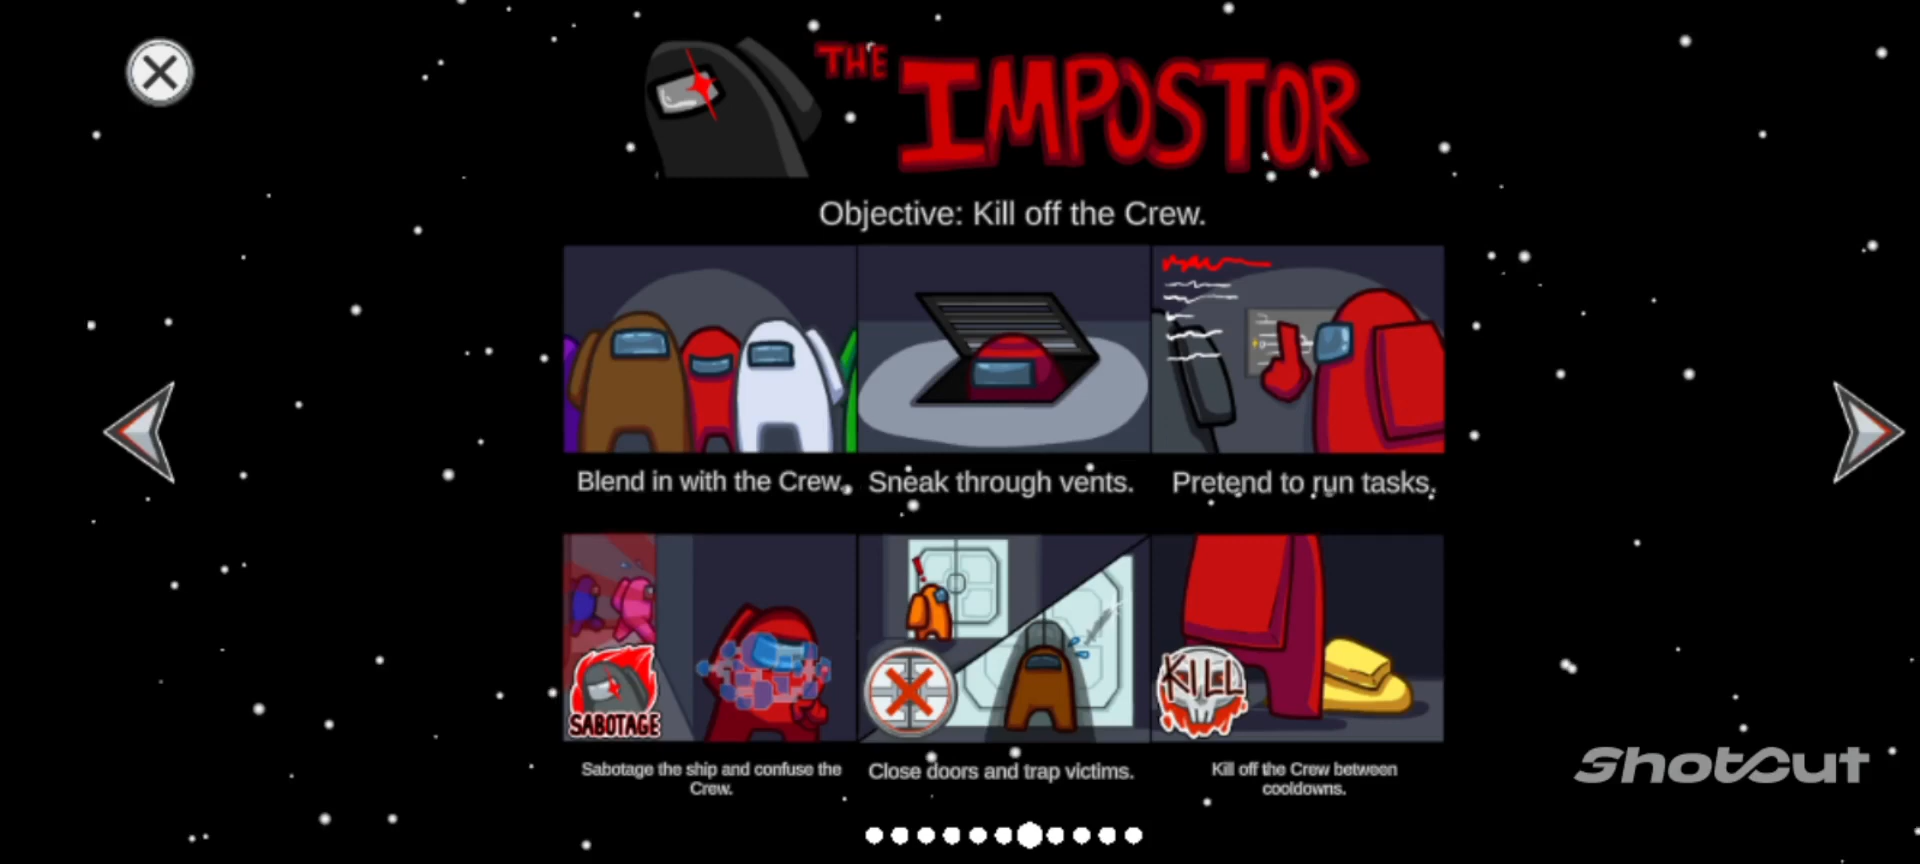 THE
IMPOSTOR
Objective: Kill off the Crew.
Blend in with the Crew. Sneak through vents. Pretend to run tasks.
SABOTAGE
KILL
Sabotage the ship and confuse the
Crew.
Close doors and trap victims.
Kill off the Crew between
cooldowns.
ShotCut